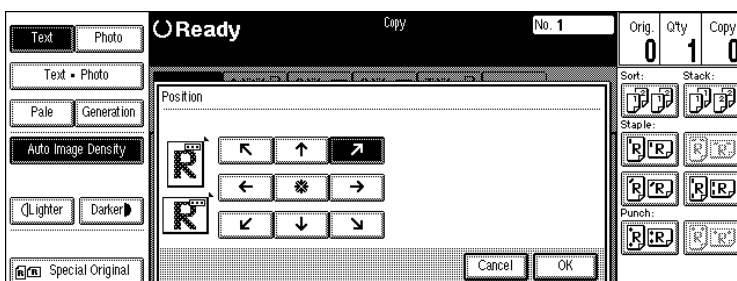 Text
Photo
Text • Photo
Pale
Generation
Auto Image Density
Lighter
Darker
Special Original
Ready
Copy
No. 1
Position
Cancel
OK
Orig.
Q'ty
Copy
0
1
Sort:
Stack:
Staple:
Punch: